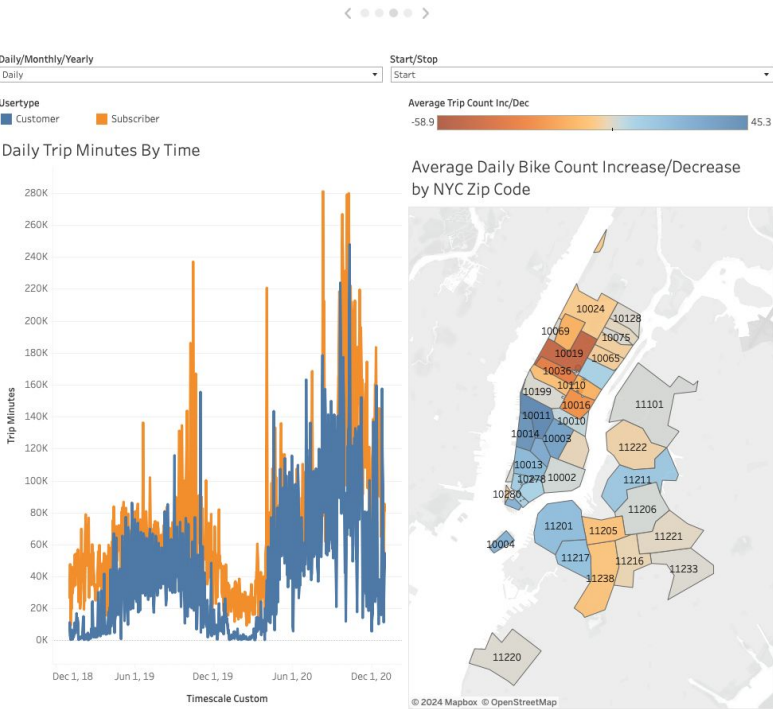 Daily/Monthly/Yearly
Daily
Start/Stop
Start
Usertype
Customer
Subscriber
Average Trip Count Inc/Dec
-58.9
45.3
Daily Trip Minutes By Time
280K
260K
240K
220K
200K
180K
160K
140K
120K
100K
80K
60K
40K
20K
0K
Trip Minutes
Dec 1, 18
Jun 1, 19
Dec 1, 19
Jun 1, 20
Dec 1, 20
Timescale Custom
Average Daily Bike Count Increase/Decrease
by NYC Zip Code
10024
10128
10069
10075
10019
10065
10036
10110
10199
10016
11101
10011
10010
10014
10003
11222
10013
10278
10002
11211
10280
11206
11201
11205
11221
10004
11217
11216
11233
11238
11220
© 2024 Mapbox © OpenStreetMap